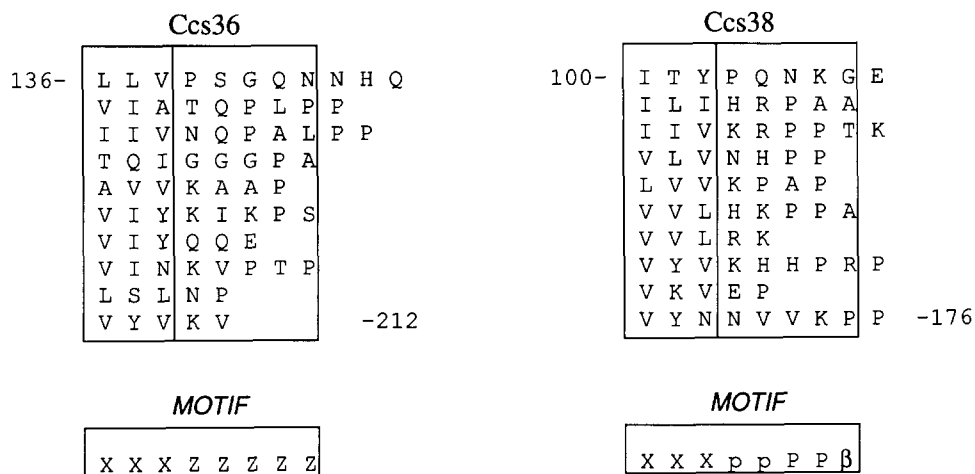 Ccs36
136- L L V P S G Q N N H Q
V I A T Q P L P P
I I V N Q P A L P P
T Q I G G G P A
A V V K A A P
V I Y K I K P S
V I Y Q Q E
V I N K V P T P
L S L N P
V Y V K V -212
MOTIF
X X X Z Z Z Z Z
Ccs38
100- I T Y P Q N K G E
I L I H R P A A
I I V K R P P T K
V L V N H P P
L V V K P A P
V V L H K P P A
V V L R K
V Y V K H H P R P
V K V E P
V Y N N V V K P P -176
MOTIF
X X X p p P P β